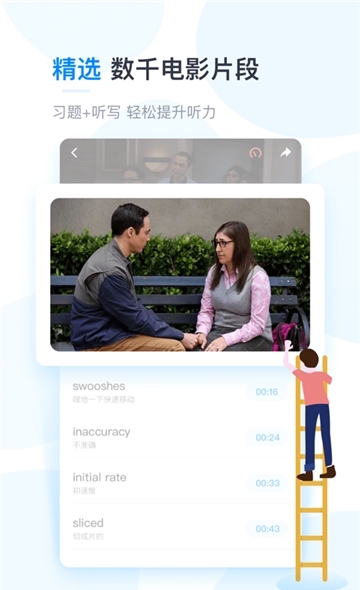 精选 数千电影片段
习题+听写 轻松提升听力
swooshes
嗖地一下快速移动
00:16
inaccuracy
不准确
00:24
initial rate
初速度
00:33
sliced
切成片的
00:43